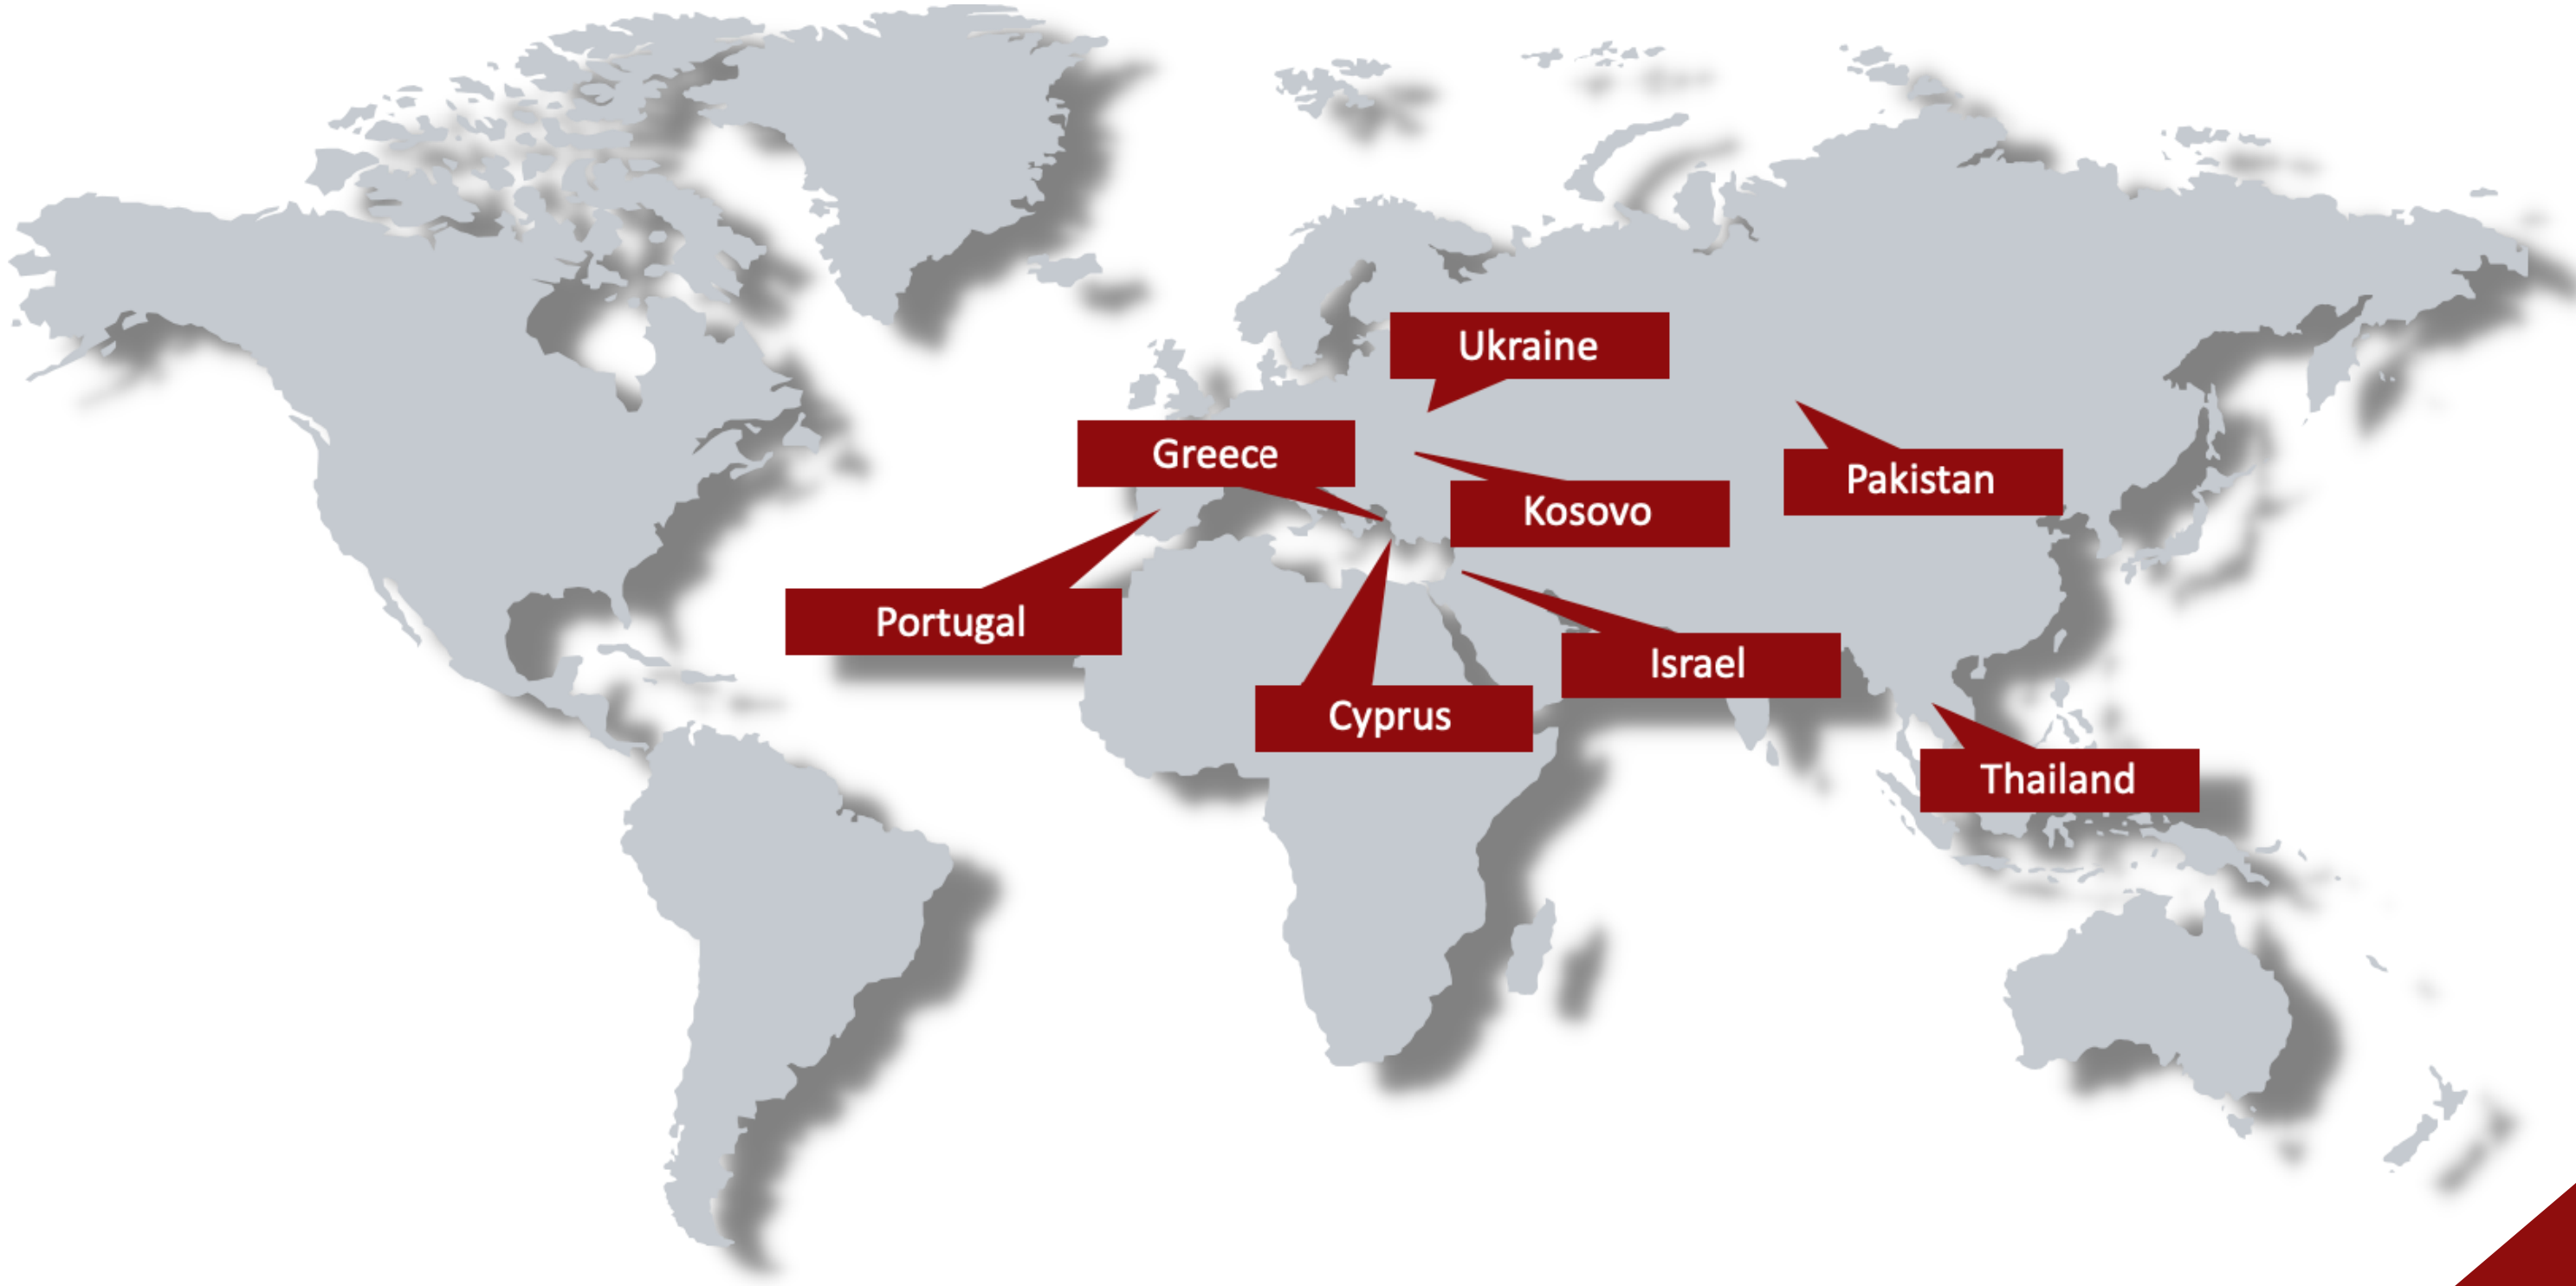 Ukraine
Greece
Pakistan
Kosovo
Portugal
Israel
Cyprus
Thailand